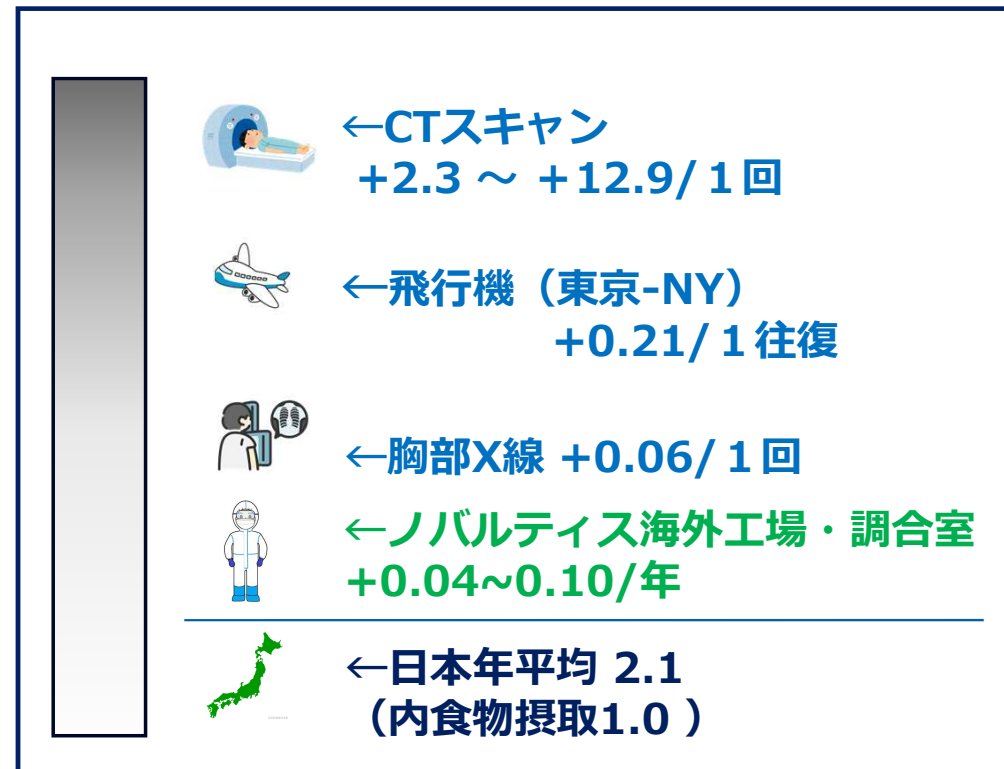 ←CTスキャン
+2.3 ～ +12.9/１回
←飛行機（東京-NY）
+0.21/１往復
←胸部X線 +0.06/１回
←ノバルティス海外工場・調合室
+0.04~0.10/年
←日本年平均 2.1
（内食物摂取1.0 ）